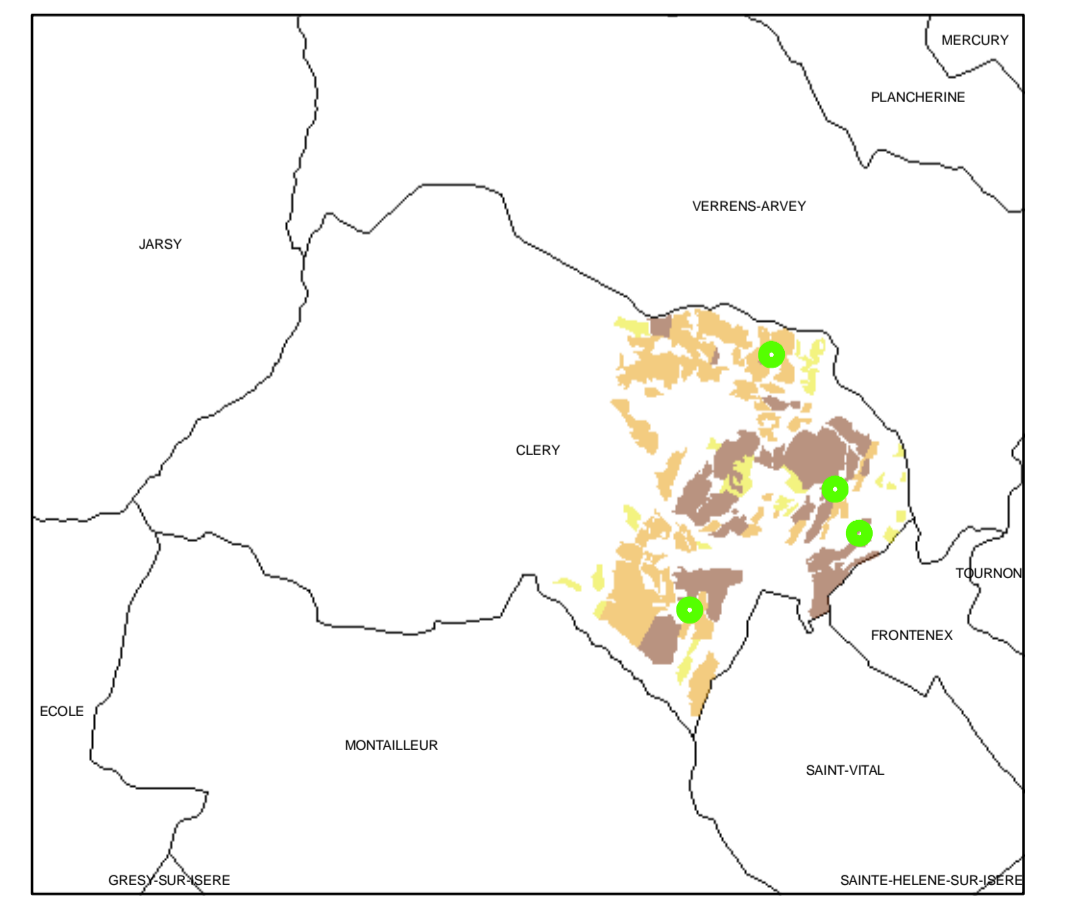 MERCURY
PLANCHERINE
VERRENS-ARVEY
JARSY
CLERY
TOURNON
FRONTENEX
ECOLE
MONTAILLEUR
SAINT-VITAL
GRESY-SUR-ISERE
SAINTE-HELENE-SUR-ISERE